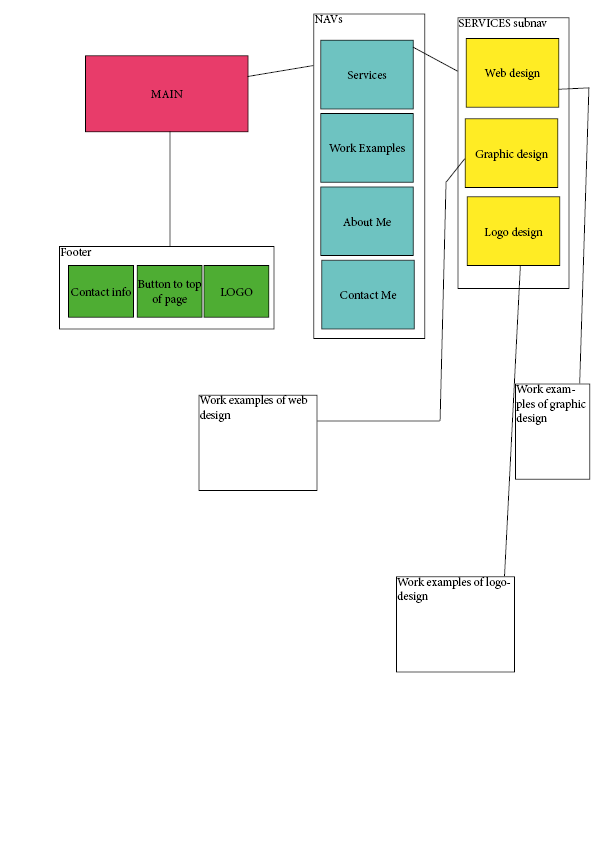 NAVs
SERVICES subnav
MAIN
Services
Work Examples
About Me
Contact Me
Web design
Graphic design
Logo design
Footer
Contact info
Button to top
of page
LOGO
Work examples of web
design
Work exam-
ples of graphic
design
Work examples of logo-
design